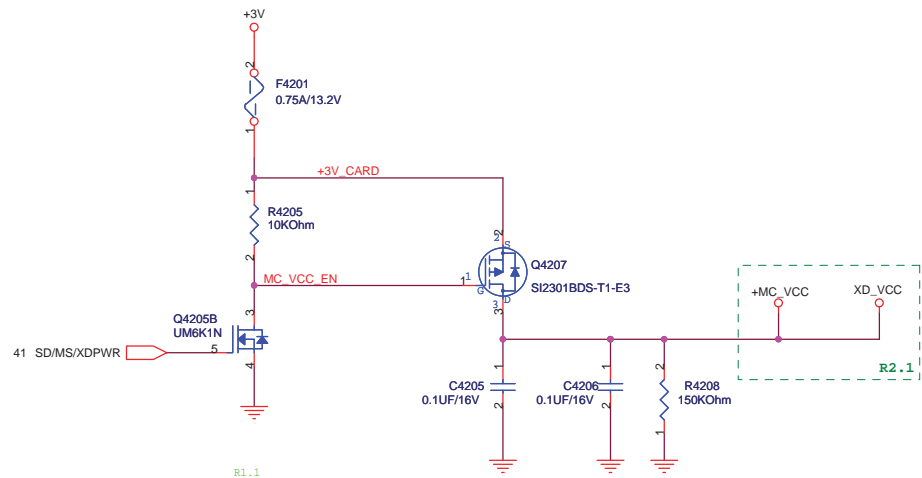 +3V
2
F4201
0.75A/13.2V
1
+3V_CARD
1
R4205
10KOhm
2
2
2
S
Q4207
SI2301BDS-T1-E3
MC_VCC_EN
1
1
G
D
3
3
+MC_VCC
XD_VCC
R2.1
Q4205B
UM6K1N
3
41 SD/MS/XDPWR
5
4
1
C4205
0.1UF/16V
2
1
C4206
0.1UF/16V
2
2
R4208
150KOhm
1
R1.1